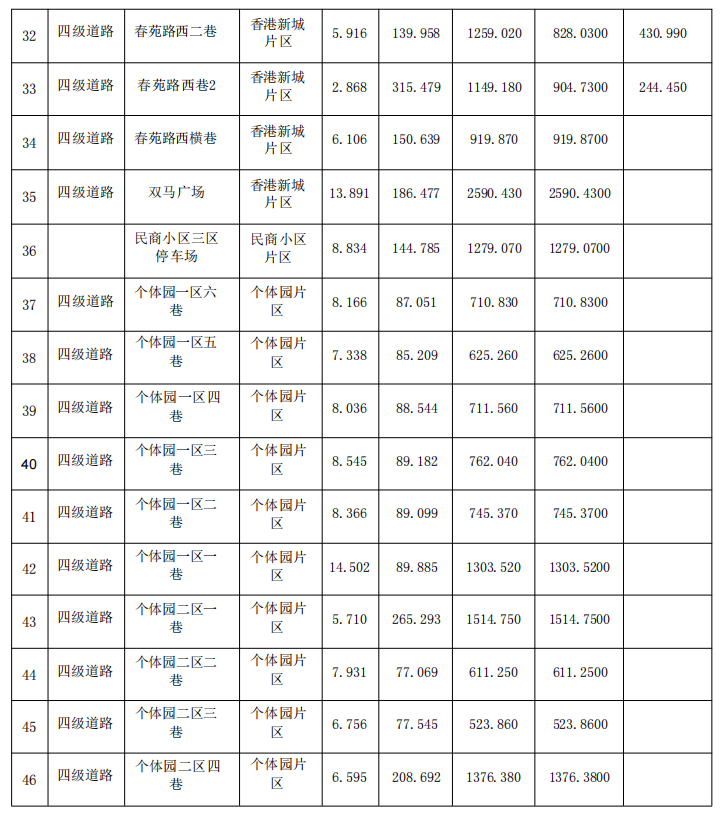 32 四级道路 春苑路西二巷 香港新城 5.916 139.958 1259.020 828.0300 430.990
片区
33 四级道路 春苑路西巷2 香港新城 2.868 315.479 1149.180 904.7300 244.450
片区
34 四级道路 春苑路西横巷 香港新城 6.106 150.639 919.870 919.8700
片区
35 四级道路 双马广场 香港新城 13.891 186.477 2590.430 2590.4300
片区
36 民商小区三区 民商小区 8.834 144.785 1279.070 1279.0700
停车场 片区
37 四级道路 个体园一区六 个体园片 8.166 87.051 710.830 710.8300
巷 区
38 四级道路 个体园一区五 个体园片 7.338 85.209 625.260 625.2600
巷 区
39 四级道路 个体园一区四 个体园片 8.036 88.544 711.560 711.5600
巷 区
40 四级道路 个体园一区三 个体园片 8.545 89.182 762.040 762.0400
巷 区
41 四级道路 个体园一区二 个体园片 8.366 89.099 745.370 745.3700
巷 区
42 四级道路 个体园一区一 个体园片 14.502 89.885 1303.520 1303.5200
巷 区
43 四级道路 个体园二区一 个体园片 5.710 265.293 1514.750 1514.7500
巷 区
44 四级道路 个体园二区二 个体园片 7.931 77.069 611.250 611.2500
巷 区
45 四级道路 个体园二区三 个体园片 6.756 77.545 523.860 523.8600
巷 区
46 四级道路 个体园二区四 个体园片 6.595 208.692 1376.380 1376.3800
巷 区